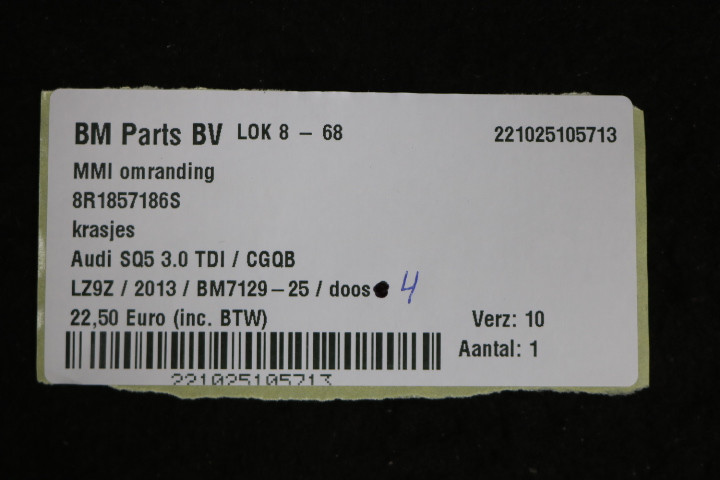 BM Parts BV LOK 8 - 68 221025105713
MMI omranding
8R1857186S
krasjes
Audi SQ5 3.0 TDI / CGQB
LZ9Z / 2013 / BM7129-25 / doos 4
22,50 Euro (inc. BTW) Verz: 10
Aantal: 1
221025105713